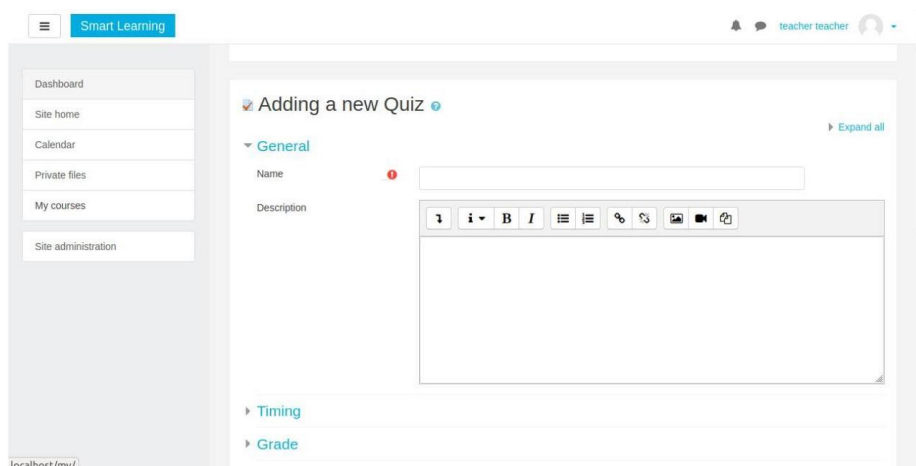 Smart Learning
teacher teacher
Dashboard
Site home
Calendar
Private files
My courses
Site administration
Adding a new Quiz
Expand all
General
Name
Description
Timing
Grade
localhost/my/